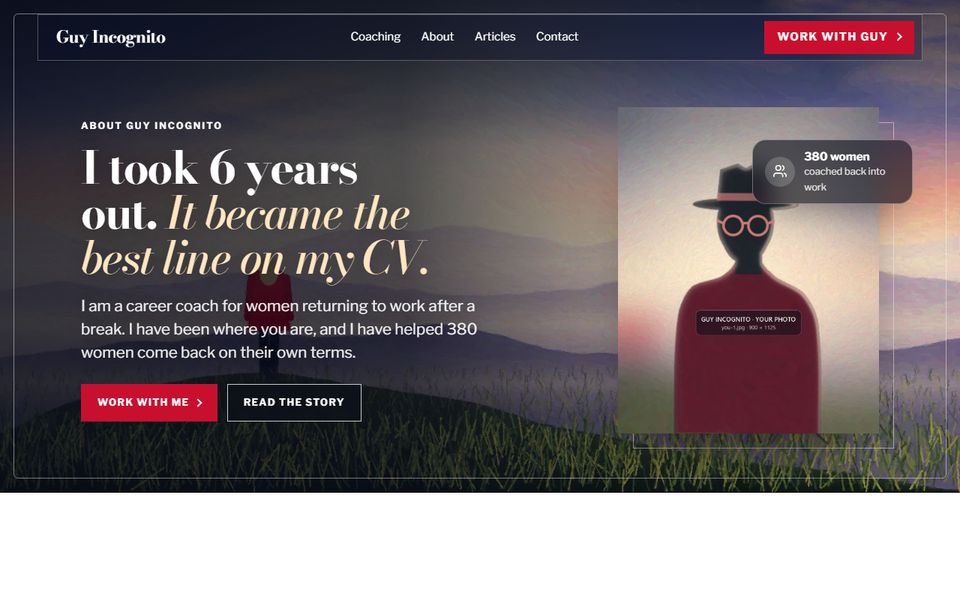 Guy Incognito
Coaching
About
Articles
Contact
WORK WITH GUY
ABOUT GUY INCOGNITO
I took 6 years
out. It became the
best line on my CV.
I am a career coach for women returning to work after a
break. I have been where you are, and I have helped 380
women come back on their own terms.
WORK WITH ME
READ THE STORY
380 women
coached back into
work
GUY INCOGNITO · YOUR PHOTO
you-1.jpg · 900 × 1125